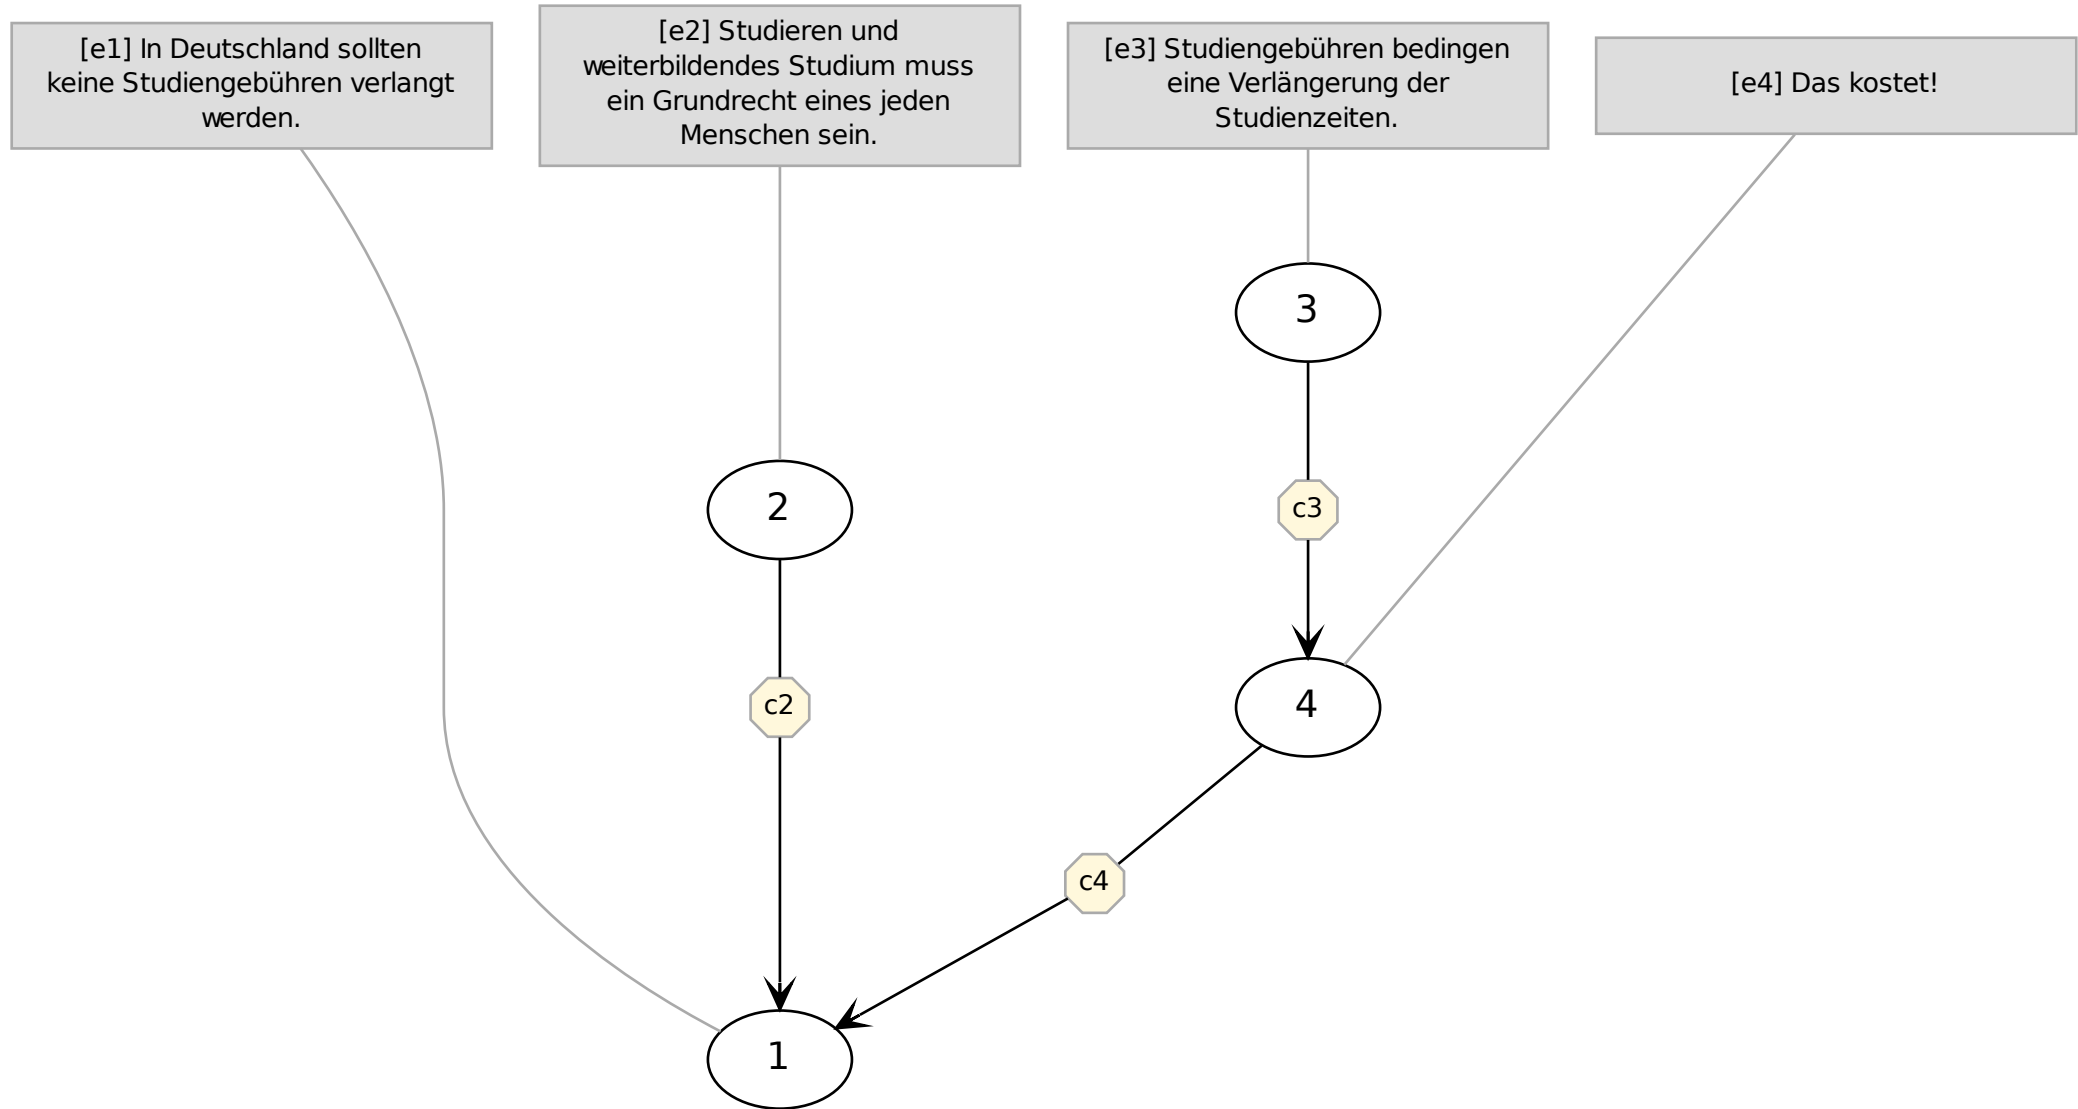 [e1] In Deutschland sollten
keine Studiengebühren verlangt
werden.
[e2] Studieren und
weiterbildendes Studium muss
ein Grundrecht eines jeden
Menschen sein.
[e3] Studiengebühren bedingen
eine Verlängerung der
Studienzeiten.
[e4] Das kostet!
3
2
c3
c2
4
c4
1